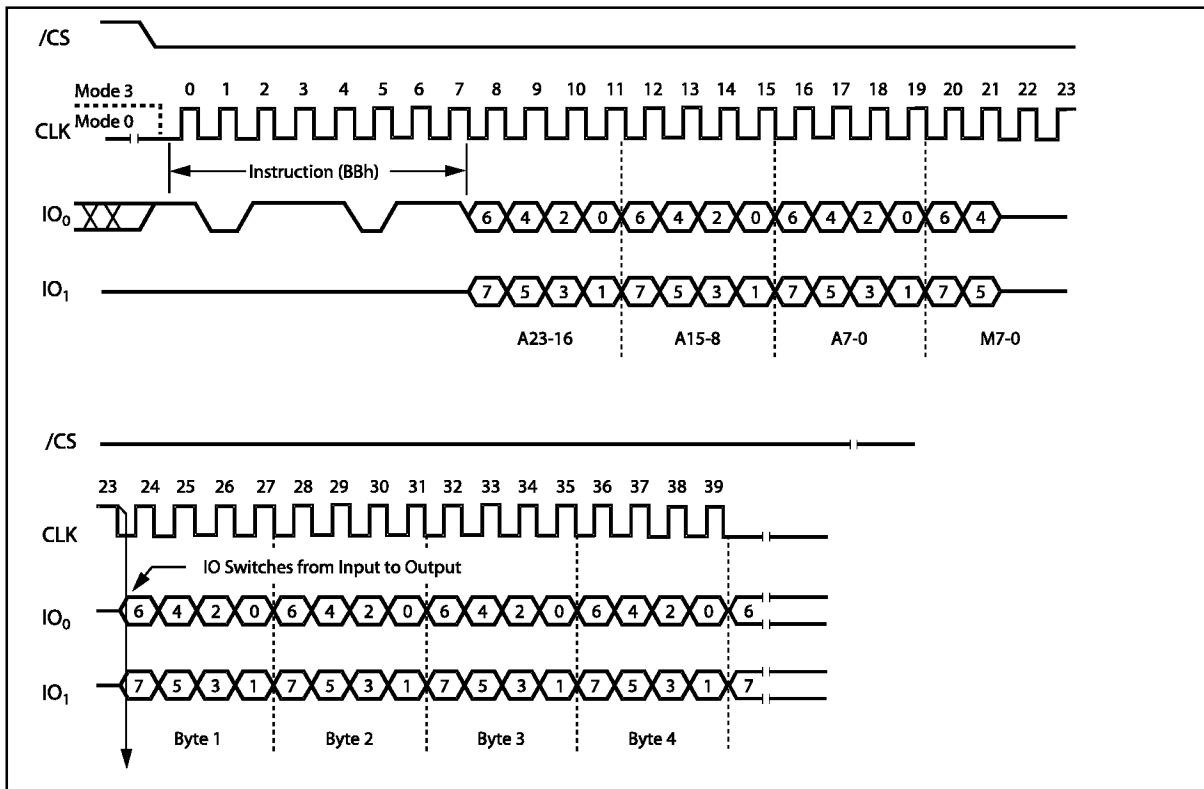 /CS
Mode 3
0 1 2 3 4 5 6 7 8 9 10 11 12 13 14 15 16 17 18 19 20 21 22 23
Mode 0
CLK
Instruction (BBh)
IO0 6 4 2 0 6 4 2 0 6 4 2 0 6 4
IO1 7 5 3 1 7 5 3 1 7 5 3 1 7 5
A23-16 A15-8 A7-0 M7-0
/CS
23 24 25 26 27 28 29 30 31 32 33 34 35 36 37 38 39
CLK
IO Switches from Input to Output
IO0 6 4 2 0 6 4 2 0 6 4 2 0 6 4 2 0 6
IO1 7 5 3 1 7 5 3 1 7 5 3 1 7 5 3 1 7
Byte 1 Byte 2 Byte 3 Byte 4